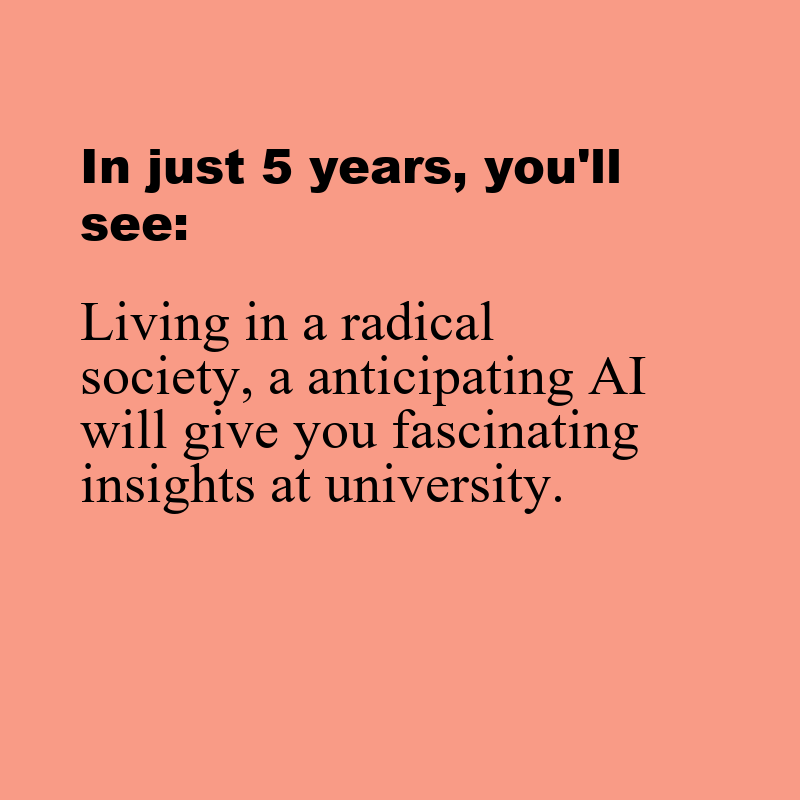 In just 5 years, you'll
see:
Living in a radical
society, a anticipating AI
will give you fascinating
insights at university.